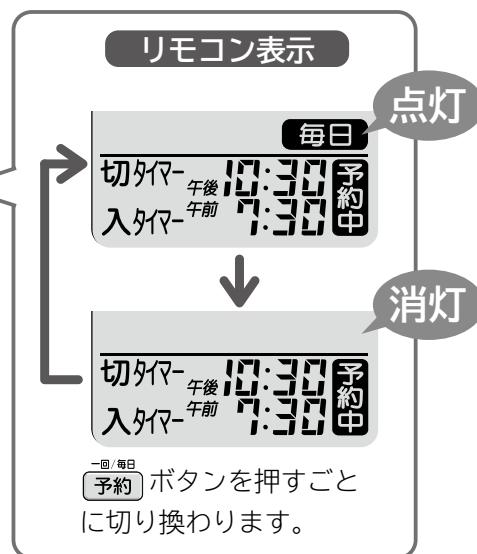 リモコン表示
毎日
点灯
切タイマー 午後 10:30 予約中
入タイマー 午前 7:30
消灯
切タイマー 午後 10:30 予約中
入タイマー 午前 7:30
一回/毎日
予約 ボタンを押すごと
に切り換わります。